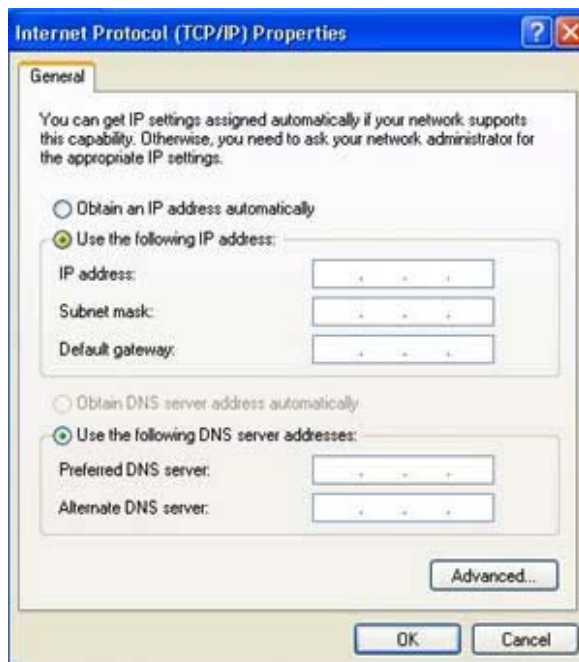 Internet Protocol (TCP/IP) Properties
General
You can get IP settings assigned automatically if your network supports
this capability. Otherwise, you need to ask your network administrator for
the appropriate IP settings.
Obtain an IP address automatically
Use the following IP address:
IP address:
Subnet mask:
Default gateway:
Obtain DNS server address automatically
Use the following DNS server addresses:
Preferred DNS server:
Alternate DNS server:
Advanced...
OK Cancel